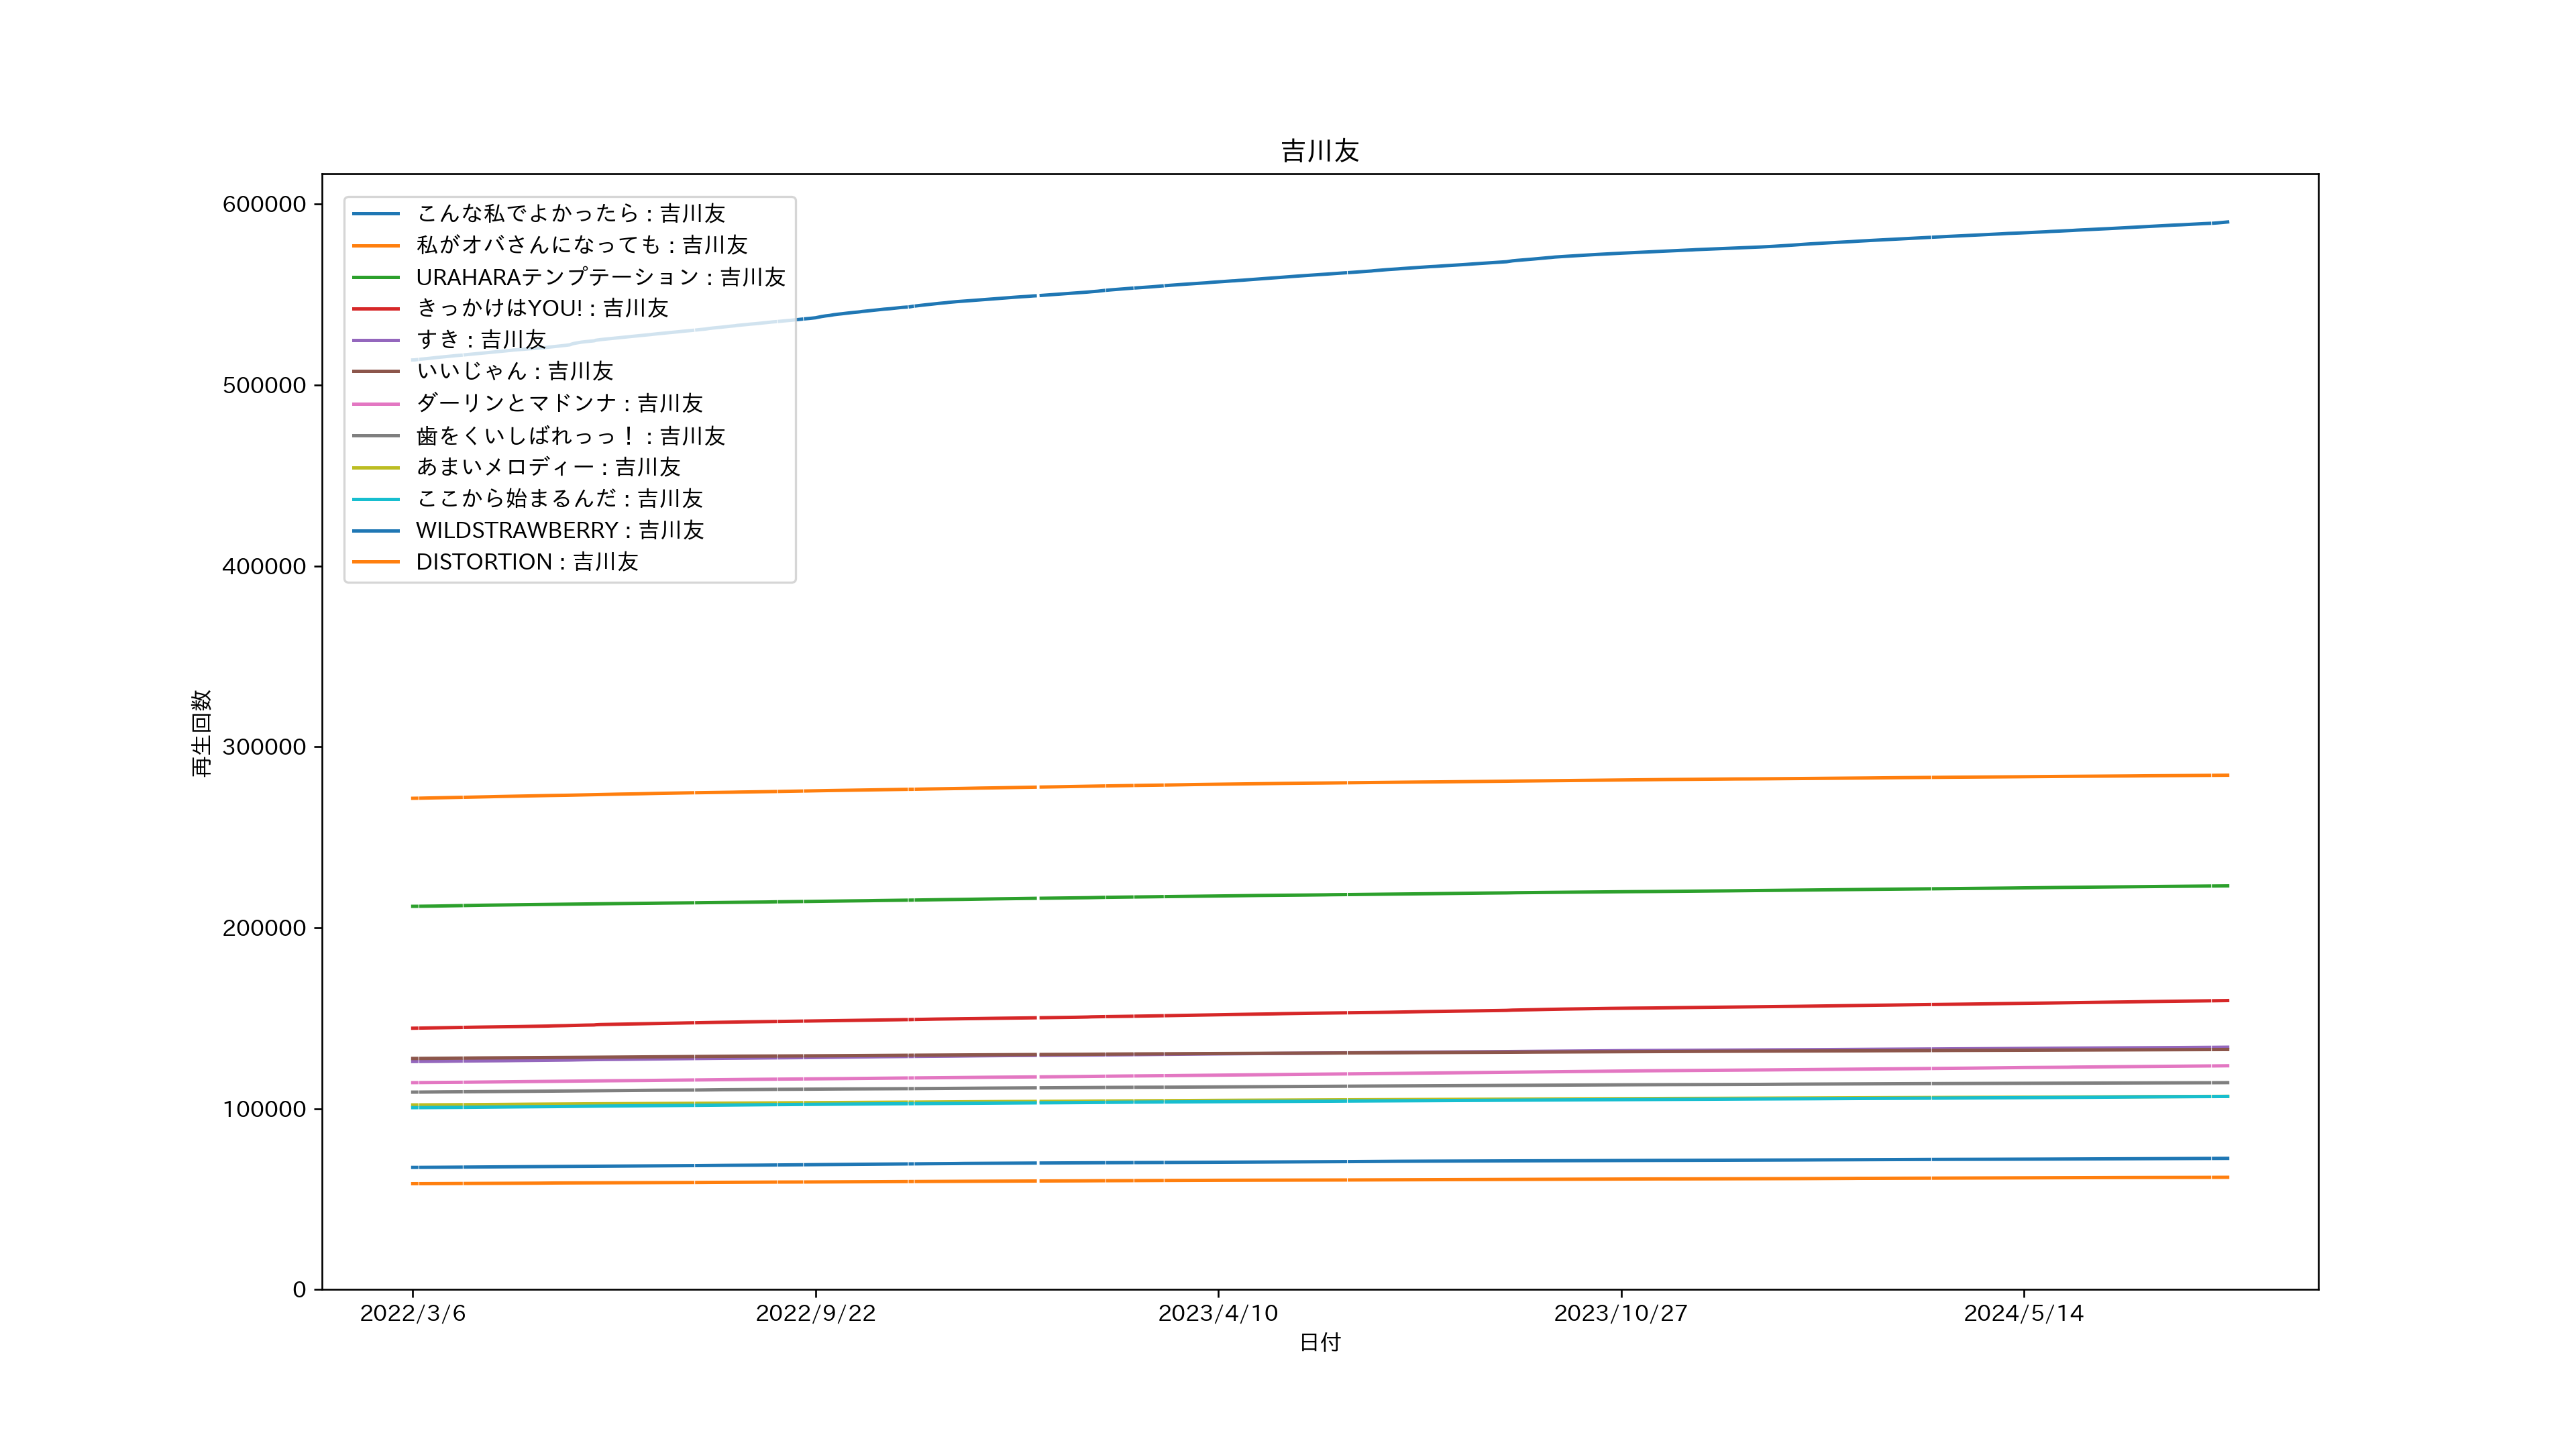 吉川友
600000
500000
400000
300000
200000
100000
0
再生回数
こんな私でよかったら : 吉川友
私がオバさんになっても : 吉川友
URAHARAテンプテーション : 吉川友
きっかけはYOU! : 吉川友
すき : 吉川友
いいじゃん : 吉川友
ダーリンとマドンナ : 吉川友
歯をくいしばれっっ！ : 吉川友
あまいメロディー : 吉川友
ここから始まるんだ : 吉川友
WILDSTRAWBERRY : 吉川友
DISTORTION : 吉川友
2022/3/6
2022/9/22
2023/4/10
2023/10/27
2024/5/14
日付